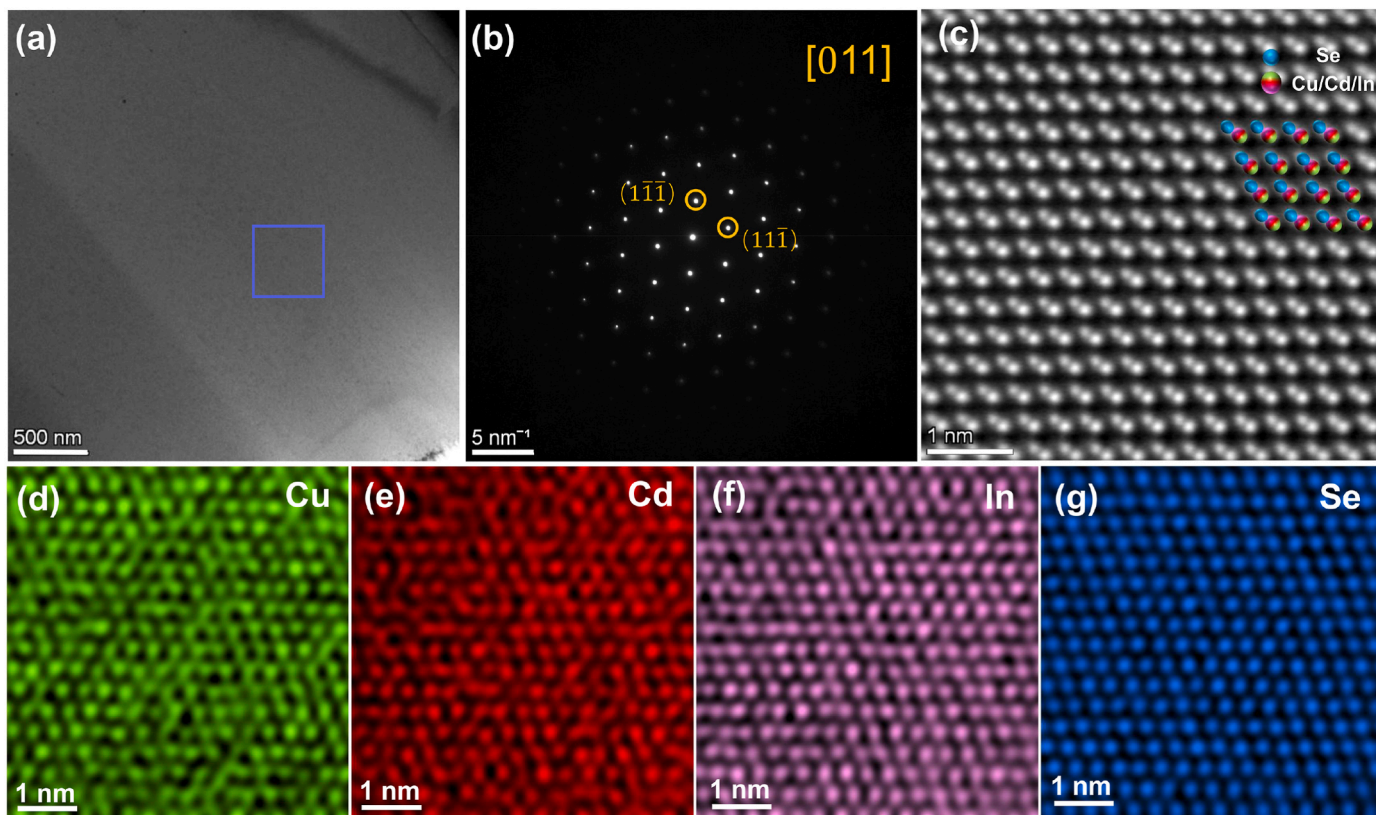 (a)
500 nm
(b)
[011]
(11̅1̅)
(111̅)
5 nm⁻¹
(c)
Se
Cu/Cd/In
1 nm
(d)
Cu
1 nm
(e)
Cd
1 nm
(f)
In
1 nm
(g)
Se
1 nm